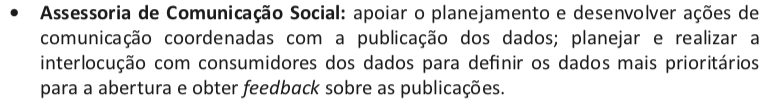 • Assessoria de Comunicação Social: apoiar o planejamento e desenvolver ações de
comunicação coordenadas com a publicação dos dados; planejar e realizar a
interlocução com consumidores dos dados para definir os dados mais prioritários
para a abertura e obter feedback sobre as publicações.